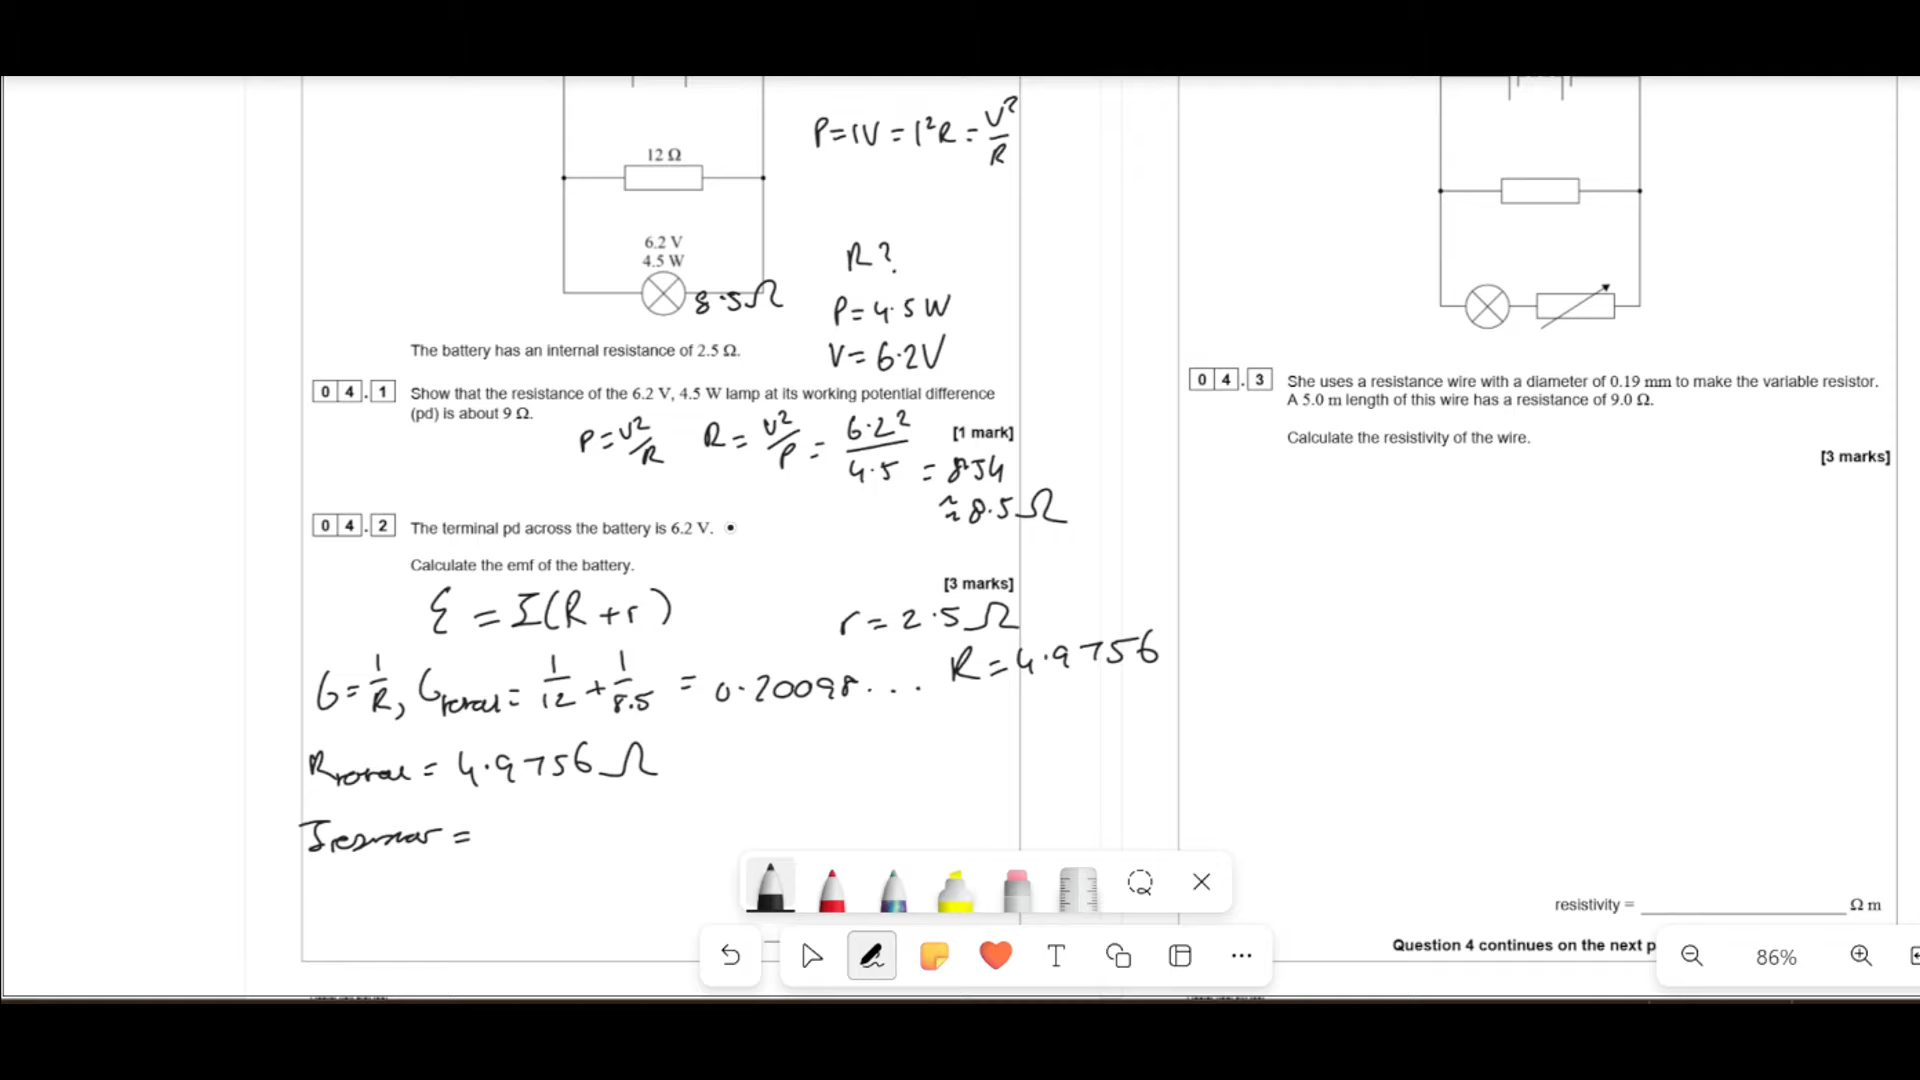 P=IV=I²R=V²/R
12 Ω
6.2 V
4.5 W
8.5Ω
R?
P=4.5W
V=6.2V
The battery has an internal resistance of 2.5 Ω.
0 4 . 1 Show that the resistance of the 6.2 V, 4.5 W lamp at its working potential difference
(pd) is about 9 Ω.
[1 mark]
P=V²/R R=V²/P=6.2²/4.5=8.54
≈8.5Ω
0 4 . 2 The terminal pd across the battery is 6.2 V.
Calculate the emf of the battery.
[3 marks]
Ɛ=I(R+r) r=2.5Ω
G=1/R, Gtotal=1/12+1/8.5=0.20098... R=4.9756
Rtotal=4.9756Ω
Iresistor=
0 4 . 3 She uses a resistance wire with a diameter of 0.19 mm to make the variable resistor.
A 5.0 m length of this wire has a resistance of 9.0 Ω.
Calculate the resistivity of the wire.
[3 marks]
resistivity = Ω m
Question 4 continues on the next p
86%